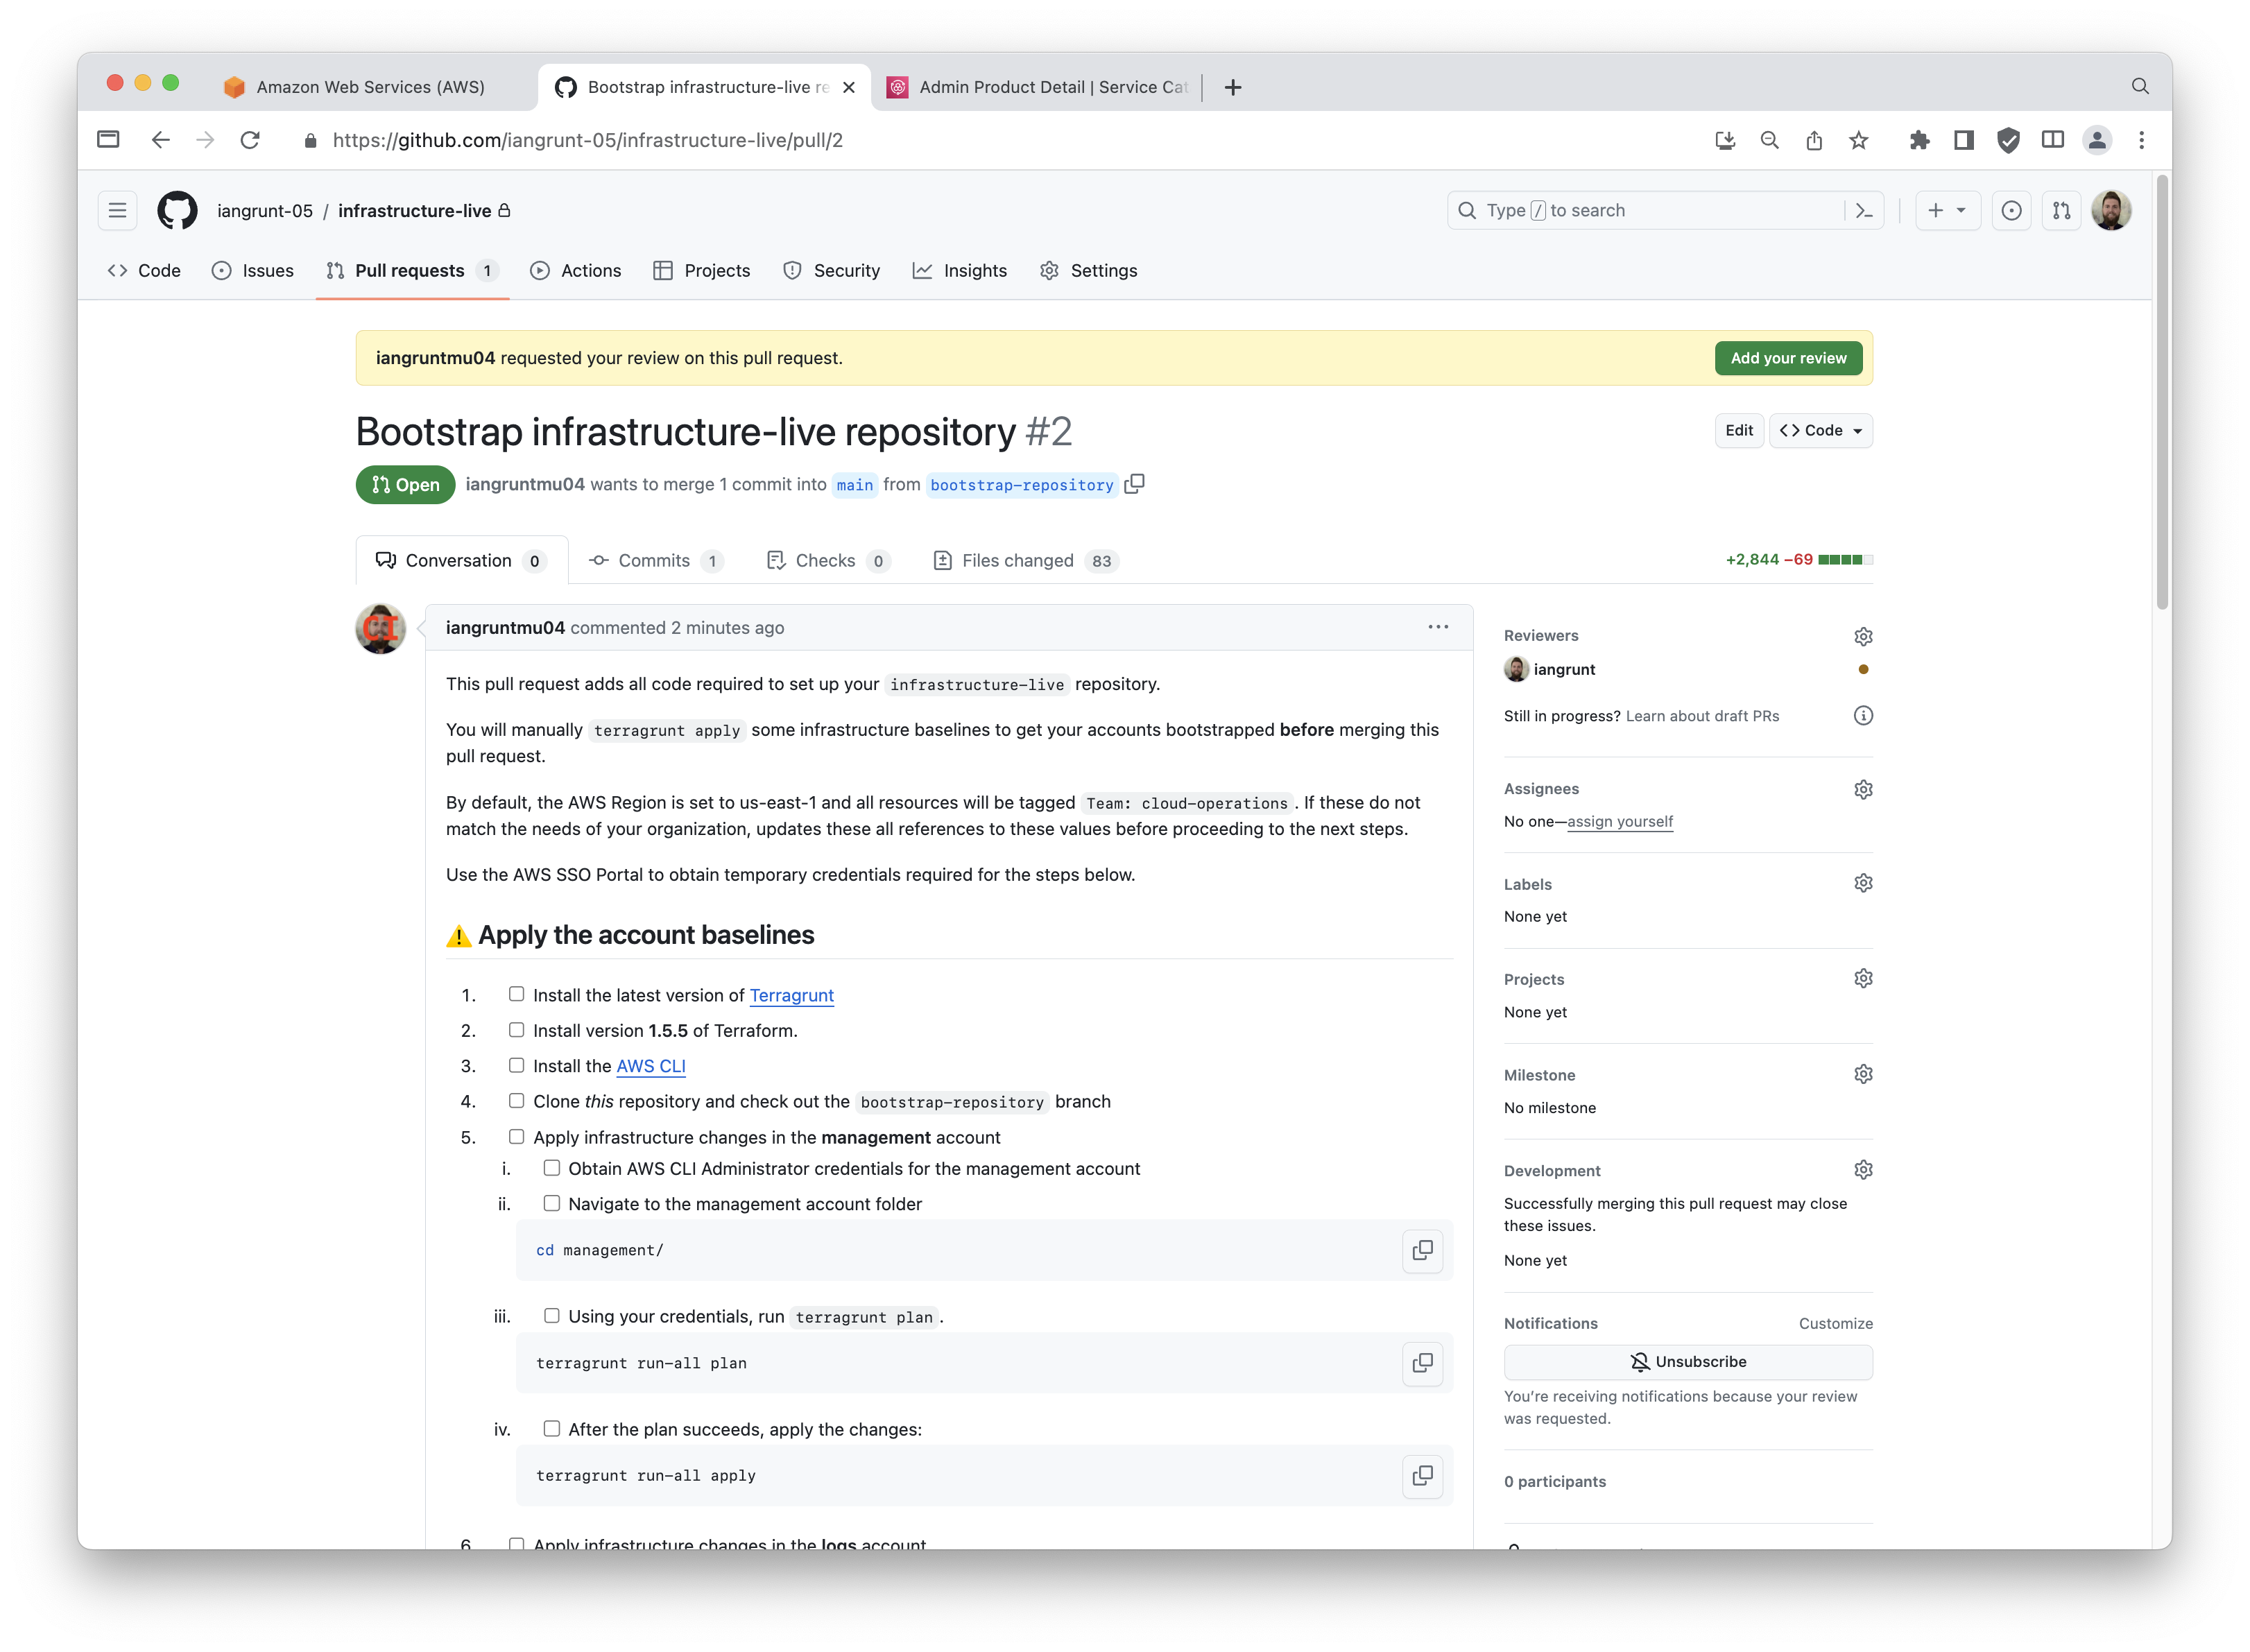 Amazon Web Services (AWS)
Bootstrap infrastructure-live re
Admin Product Detail | Service Cat
https://github.com/iangrunt-05/infrastructure-live/pull/2
iangrunt-05 / infrastructure-live
Type / to search
Code
Issues
Pull requests 1
Actions
Projects
Security
Insights
Settings
iangruntmu04 requested your review on this pull request.
Add your review
Bootstrap infrastructure-live repository #2
Edit
<> Code
Open
iangruntmu04 wants to merge 1 commit into main from bootstrap-repository
Conversation 0
Commits 1
Checks 0
Files changed 83
+2,844 −69
CI
iangruntmu04 commented 2 minutes ago
This pull request adds all code required to set up your infrastructure-live repository.
You will manually terragrunt apply some infrastructure baselines to get your accounts bootstrapped before merging this
pull request.
By default, the AWS Region is set to us-east-1 and all resources will be tagged Team: cloud-operations. If these do not
match the needs of your organization, updates these all references to these values before proceeding to the next steps.
Use the AWS SSO Portal to obtain temporary credentials required for the steps below.
Apply the account baselines
1. Install the latest version of Terragrunt
2. Install version 1.5.5 of Terraform.
3. Install the AWS CLI
4. Clone this repository and check out the bootstrap-repository branch
5. Apply infrastructure changes in the management account
i. Obtain AWS CLI Administrator credentials for the management account
ii. Navigate to the management account folder
cd management/
iii. Using your credentials, run terragrunt plan.
terragrunt run-all plan
iv. After the plan succeeds, apply the changes:
terragrunt run-all apply
6. Apply infrastructure changes in the logs account
Reviewers
iangrunt
Still in progress? Learn about draft PRs
Assignees
No one—assign yourself
Labels
None yet
Projects
None yet
Milestone
No milestone
Development
Successfully merging this pull request may close
these issues.
None yet
Notifications
Customize
Unsubscribe
You're receiving notifications because your review
was requested.
0 participants